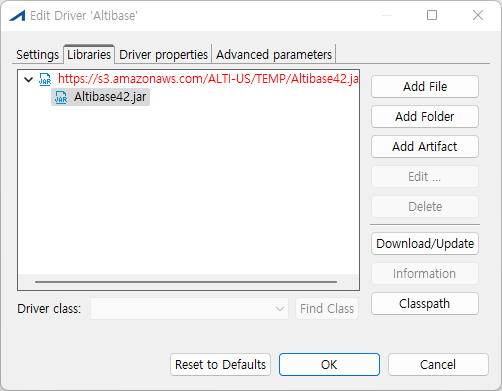 Edit Driver 'Altibase'
Settings Libraries Driver properties Advanced parameters
https://s3.amazonaws.com/ALTI-US/TEMP/Altibase42.ja
JAR
Altibase42.jar
JAR
Add File
Add Folder
Add Artifact
Edit ...
Delete
Download/Update
Information
Classpath
Driver class:
Find Class
Reset to Defaults
OK
Cancel